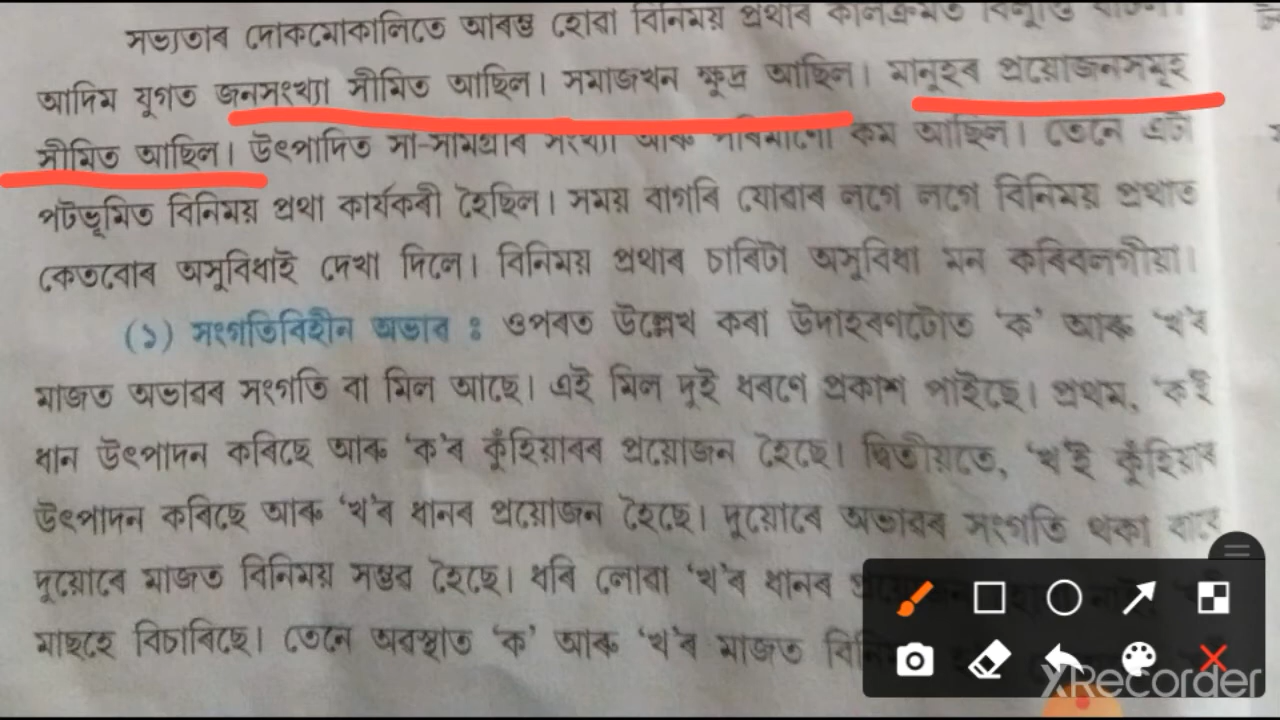 সভ্যতাৰ দোকমোকালিতে আৰম্ভ হোৱা বিনিময় প্ৰথাৰ কালক্ৰমত
আদিম যুগত জনসংখ্যা সীমিত আছিল। সমাজখন ক্ষুদ্ৰ আছিল। মানুহৰ প্ৰয়োজনসমূহ
সীমিত আছিল। উৎপাদিত সা-সামগ্ৰীৰ সংখ্যা আৰু পৰিমাণো কম আছিল। তেনে এটা
পটভূমিত বিনিময় প্ৰথা কাৰ্যকৰী হৈছিল। সময় বাগৰি যোৱাৰ লগে লগে বিনিময় প্ৰথাত
কেতবোৰ অসুবিধাই দেখা দিলে। বিনিময় প্ৰথাৰ চাৰিটা অসুবিধা মন কৰিবলগীয়া।
(১) সংগতিবিহীন অভাৱ : ওপৰত উল্লেখ কৰা উদাহৰণটোত ‘ক’ আৰু ‘খ’ৰ
মাজত অভাৱৰ সংগতি বা মিল আছে। এই মিল দুই ধৰণে প্ৰকাশ পাইছে। প্ৰথম, ‘ক’ই
ধান উৎপাদন কৰিছে আৰু ‘ক’ৰ কুঁহিয়াৰৰ প্ৰয়োজন হৈছে। দ্বিতীয়তে, ‘খ’ই কুঁহিয়াৰ
উৎপাদন কৰিছে আৰু ‘খ’ৰ ধানৰ প্ৰয়োজন হৈছে। দুয়োৰে অভাৱৰ সংগতি থকা বাবে
দুয়োৰে মাজত বিনিময় সম্ভৱ হৈছে। ধৰি লোৱা ‘খ’ৰ ধানৰ
মাছহে বিচাৰিছে। তেনে অৱস্থাত ‘ক’ আৰু ‘খ’ৰ মাজত
XRecorder